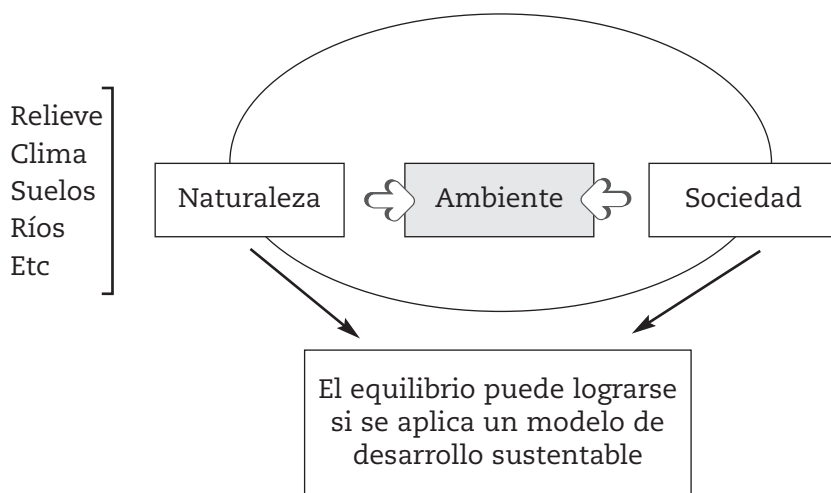 Relieve
Clima
Suelos
Ríos
Etc
Naturaleza
Ambiente
Sociedad
El equilibrio puede lograrse
si se aplica un modelo de
desarrollo sustentable